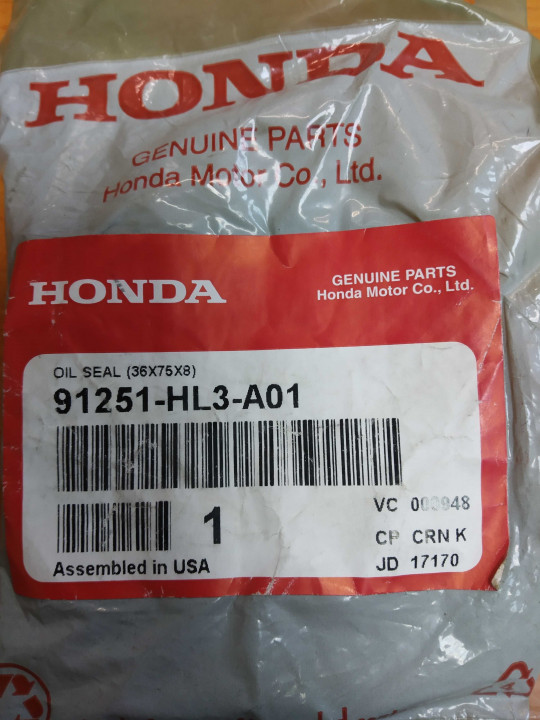 HONDA
GENUINE PARTS
Honda Motor Co., Ltd.
HONDA
GENUINE PARTS
Honda Motor Co., Ltd.
OIL SEAL (36X75X8)
91251-HL3-A01
1
VC 003948
CP CRN K
Assembled in USA
JD 17170